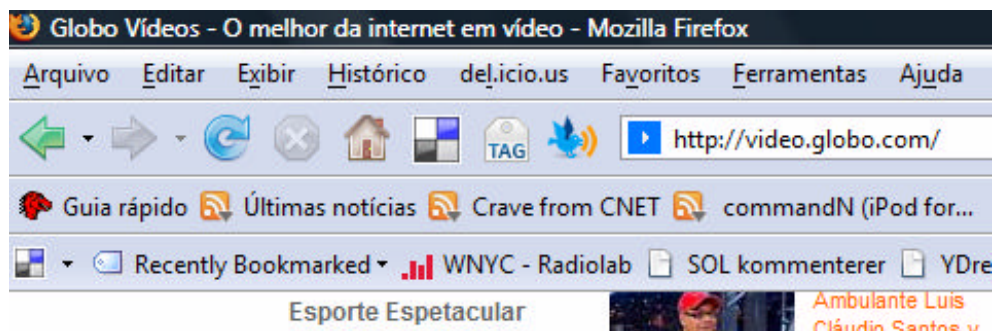 Globo Vídeos - O melhor da internet em vídeo - Mozilla Firefox
Arquivo Editar Exibir Histórico del.icio.us Favoritos Ferramentas Ajuda
TAG http://video.globo.com/
Guia rápido Últimas notícias Crave from CNET commandN (iPod for...
Recently Bookmarked WNYC - Radiolab SOL kommenterer YDre
Esporte Espetacular
Ambulante Luis
Cláudio Santos v